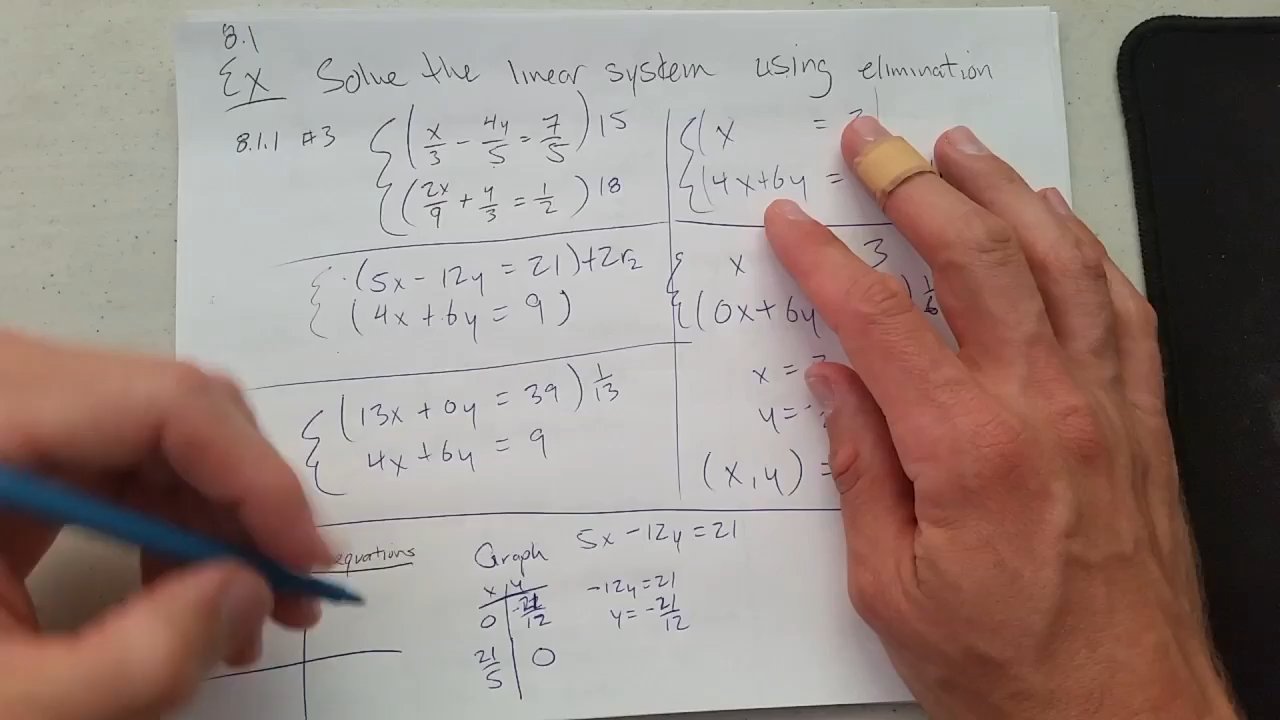 8.1
Ex Solve the linear system using elimination
8.1.1 #3
{ (x/3 - 4y/5 = 7/5) 15
{ (2x/9 + y/3 = 1/2) 18
{ (5x - 12y = 21) + 2r₂
{ (4x + 6y = 9)
{ (13x + 0y = 39) 1/13
{ 4x + 6y = 9
{ (x =
{ (4x + 6y =
{ x 3
{ (0x + 6y ) 1/6
x =
y = -
(x, y) =
equations
Graph 5x - 12y = 21
x | y
0 | -21/12
21/5 | 0
-12y = 21
y = -21/12